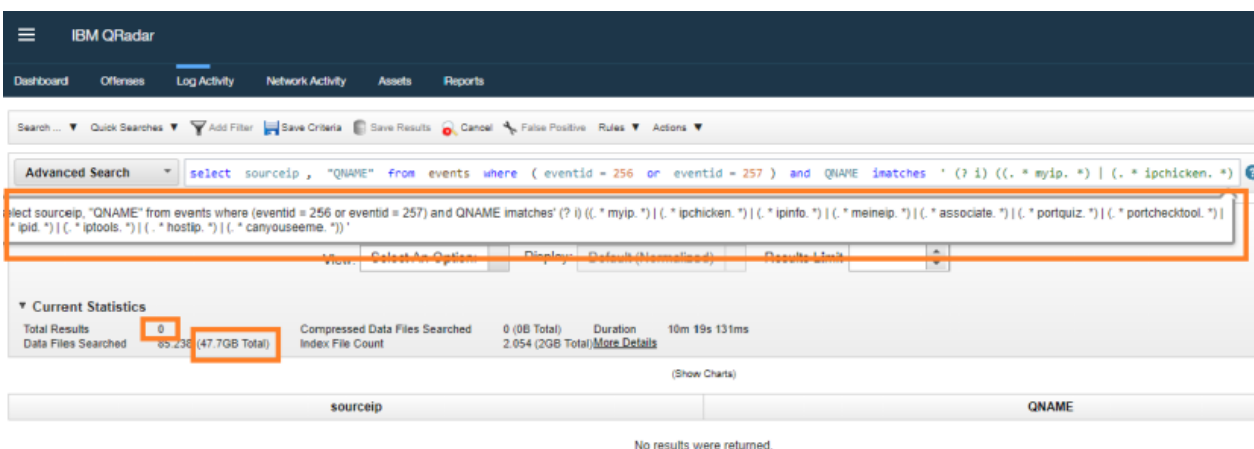 IBM QRadar
Dashboard Offenses Log Activity Network Activity Assets Reports
Search ... ▼ Quick Searches ▼ Add Filter Save Criteria Save Results Cancel False Positive Rules ▼ Actions ▼
Advanced Search select sourceip , "QNAME" from events where ( eventid = 256 or eventid = 257 ) and QNAME imatches ' (? i) ((. * myip. *) | (. * ipchicken. *)
elect sourceip, "QNAME" from events where (eventid = 256 or eventid = 257) and QNAME imatches' (? i) ((. * myip. *) | (. * ipchicken. *) | (. * ipinfo. *) | (. * meineip. *) | (. * associate. *) | (. * portquiz. *) | (. * portchecktool. *) |
* ipid. *) | (. * iptools. *) | ( . * hostip. *) | (. * canyouseeme. *)) '
View: Select An Option: Display: Default (Normalized) Results Limit
▼ Current Statistics
Total Results 0 Compressed Data Files Searched 0 (0B Total) Duration 10m 19s 131ms
Data Files Searched 85.238 (47.7GB Total) Index File Count 2.054 (2GB Total) More Details
(Show Charts)
sourceip QNAME
No results were returned.